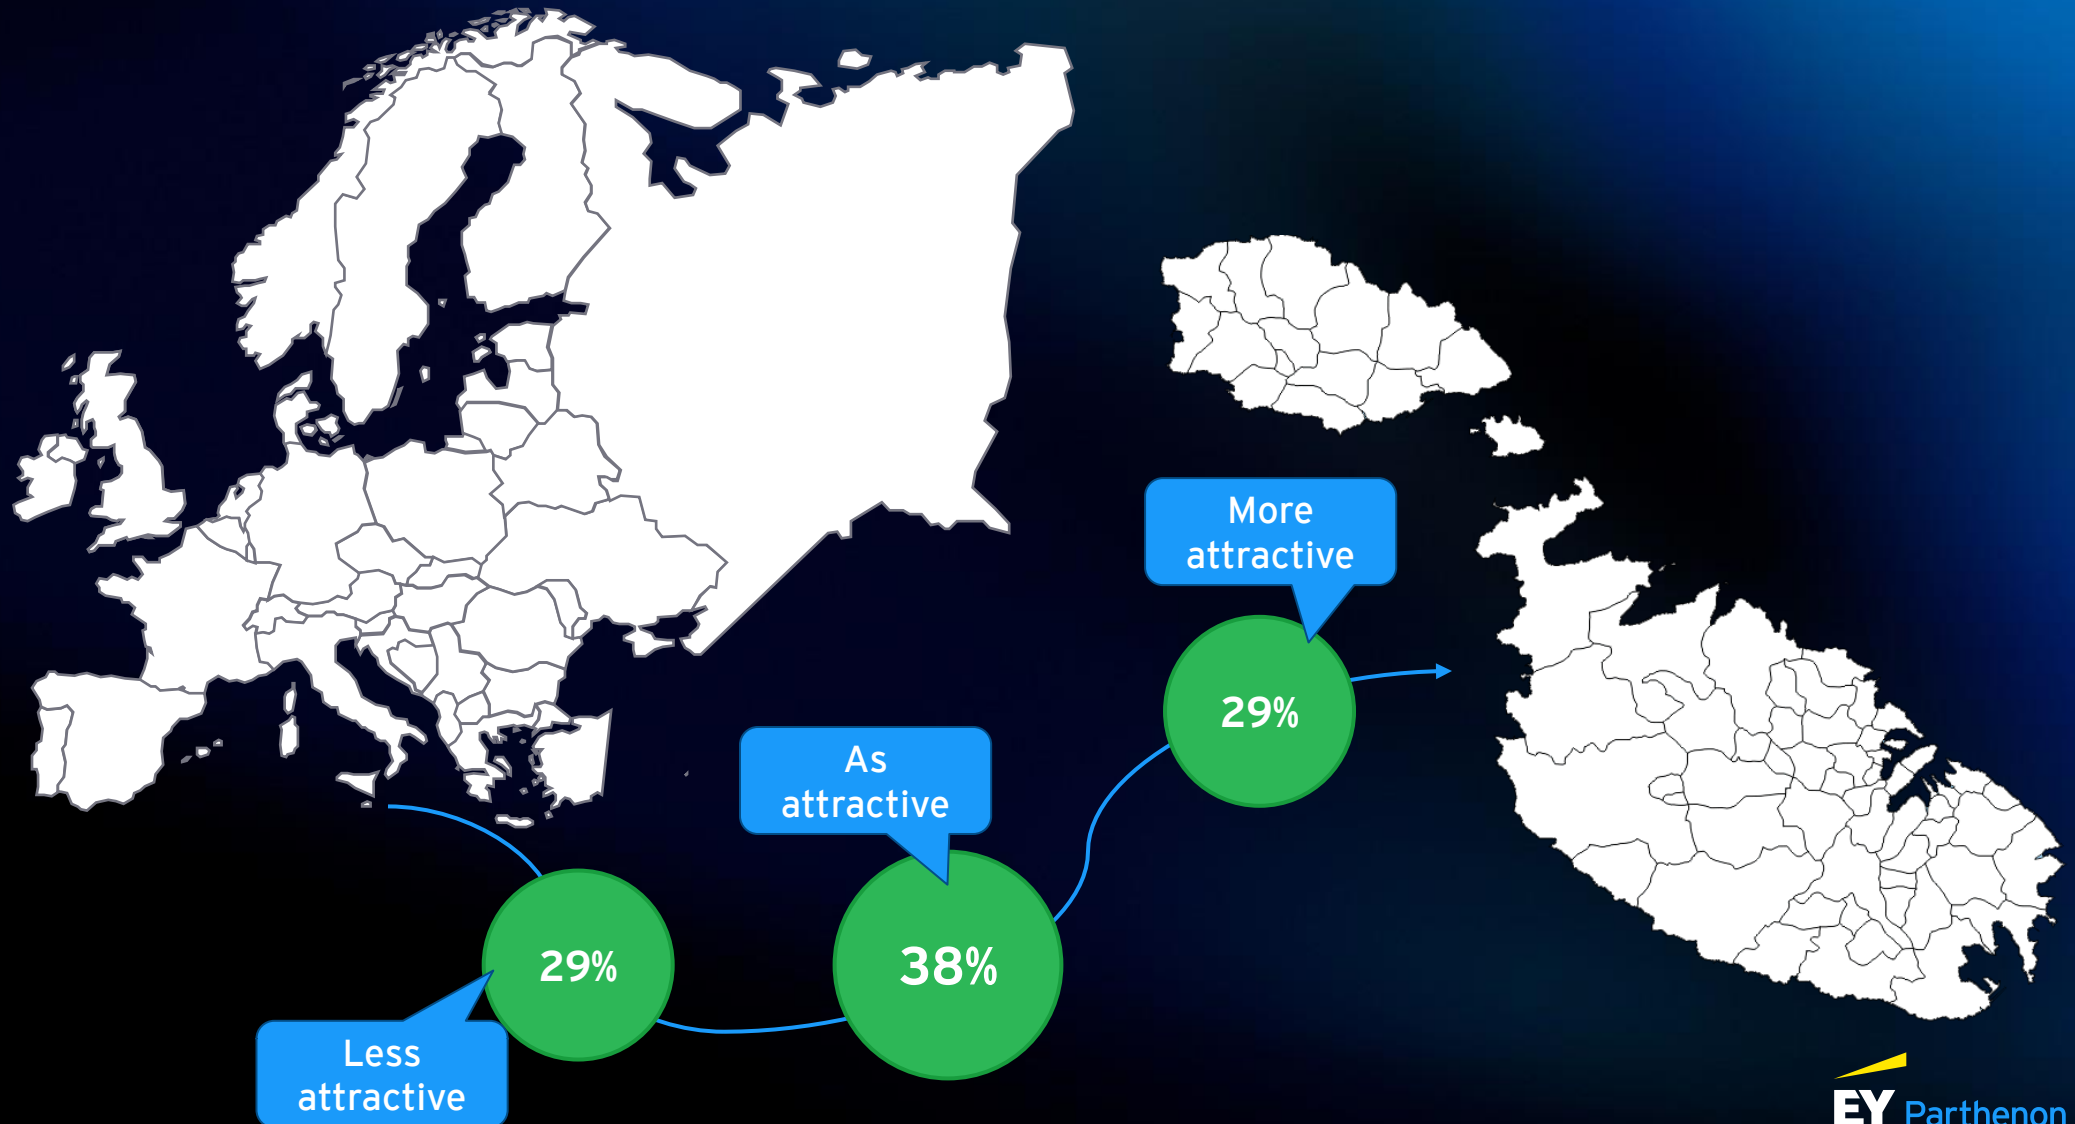 More
attractive
29%
As
attractive
38%
29%
Less
attractive
EY Parthenon